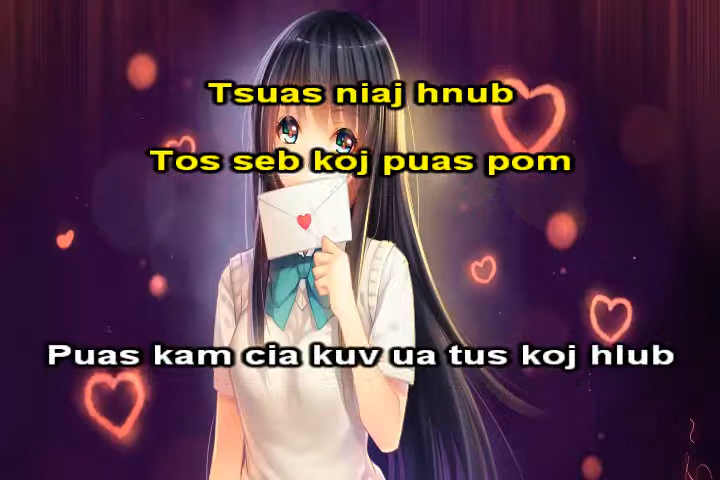 Tsuas niaj hnub
Tos seb koj puas pom
Puas kam cia kuv ua tus koj hlub